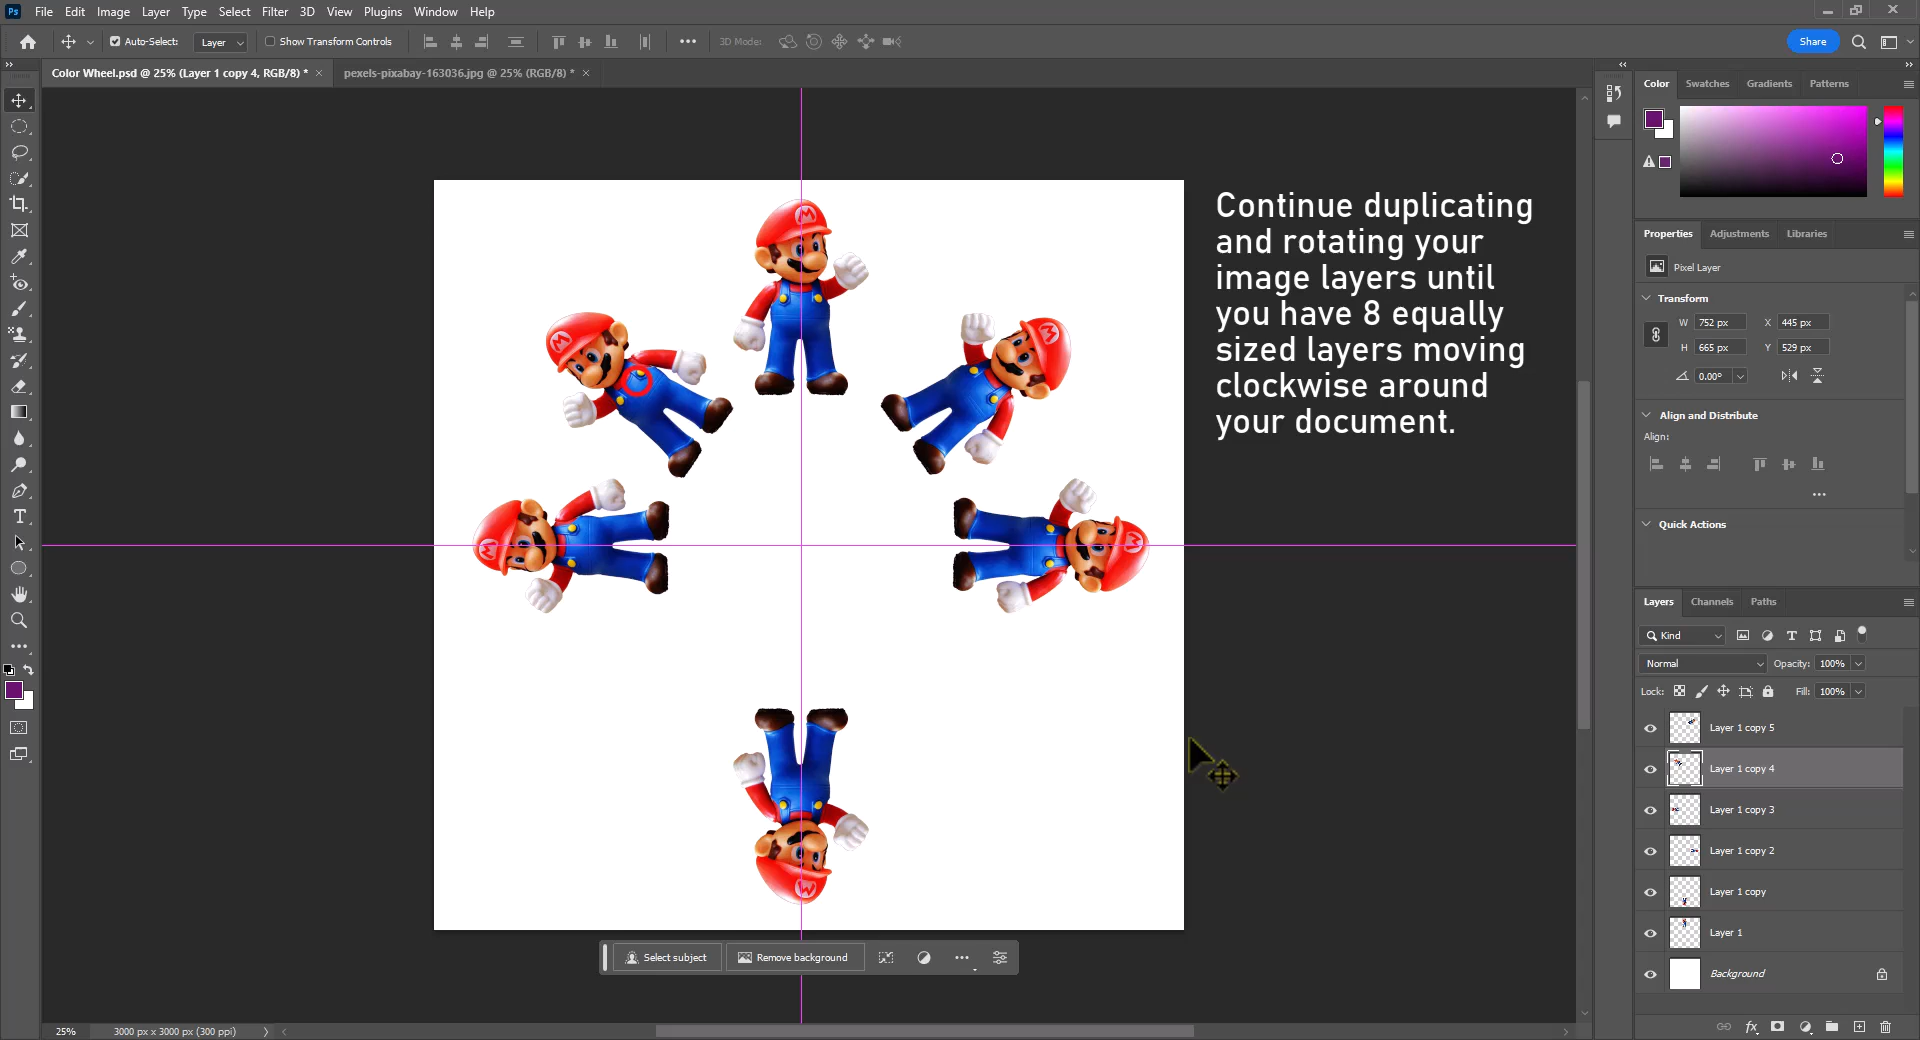 Ps File Edit Image Layer Type Select Filter 3D View Plugins Window Help
Auto-Select: Layer Show Transform Controls 3D Mode: Share
Color Wheel.psd @ 25% (Layer 1 copy 4, RGB/8) * × pexels-pixabay-163036.jpg @ 25% (RGB/8) * ×
Color Swatches Gradients Patterns
Continue duplicating
and rotating your
image layers until
you have 8 equally
sized layers moving
clockwise around
your document.
Properties Adjustments Libraries
Pixel Layer
Transform
W 752 px X 445 px
H 665 px Y 529 px
0.00°
Align and Distribute
Align:
Quick Actions
Layers Channels Paths
Kind
Normal Opacity: 100%
Lock: Fill: 100%
Layer 1 copy 5
Layer 1 copy 4
Layer 1 copy 3
Layer 1 copy 2
Layer 1 copy
Layer 1
Background
M
M
M
M
M
M
Select subject Remove background
25% 3000 px x 3000 px (300 ppi)
fx